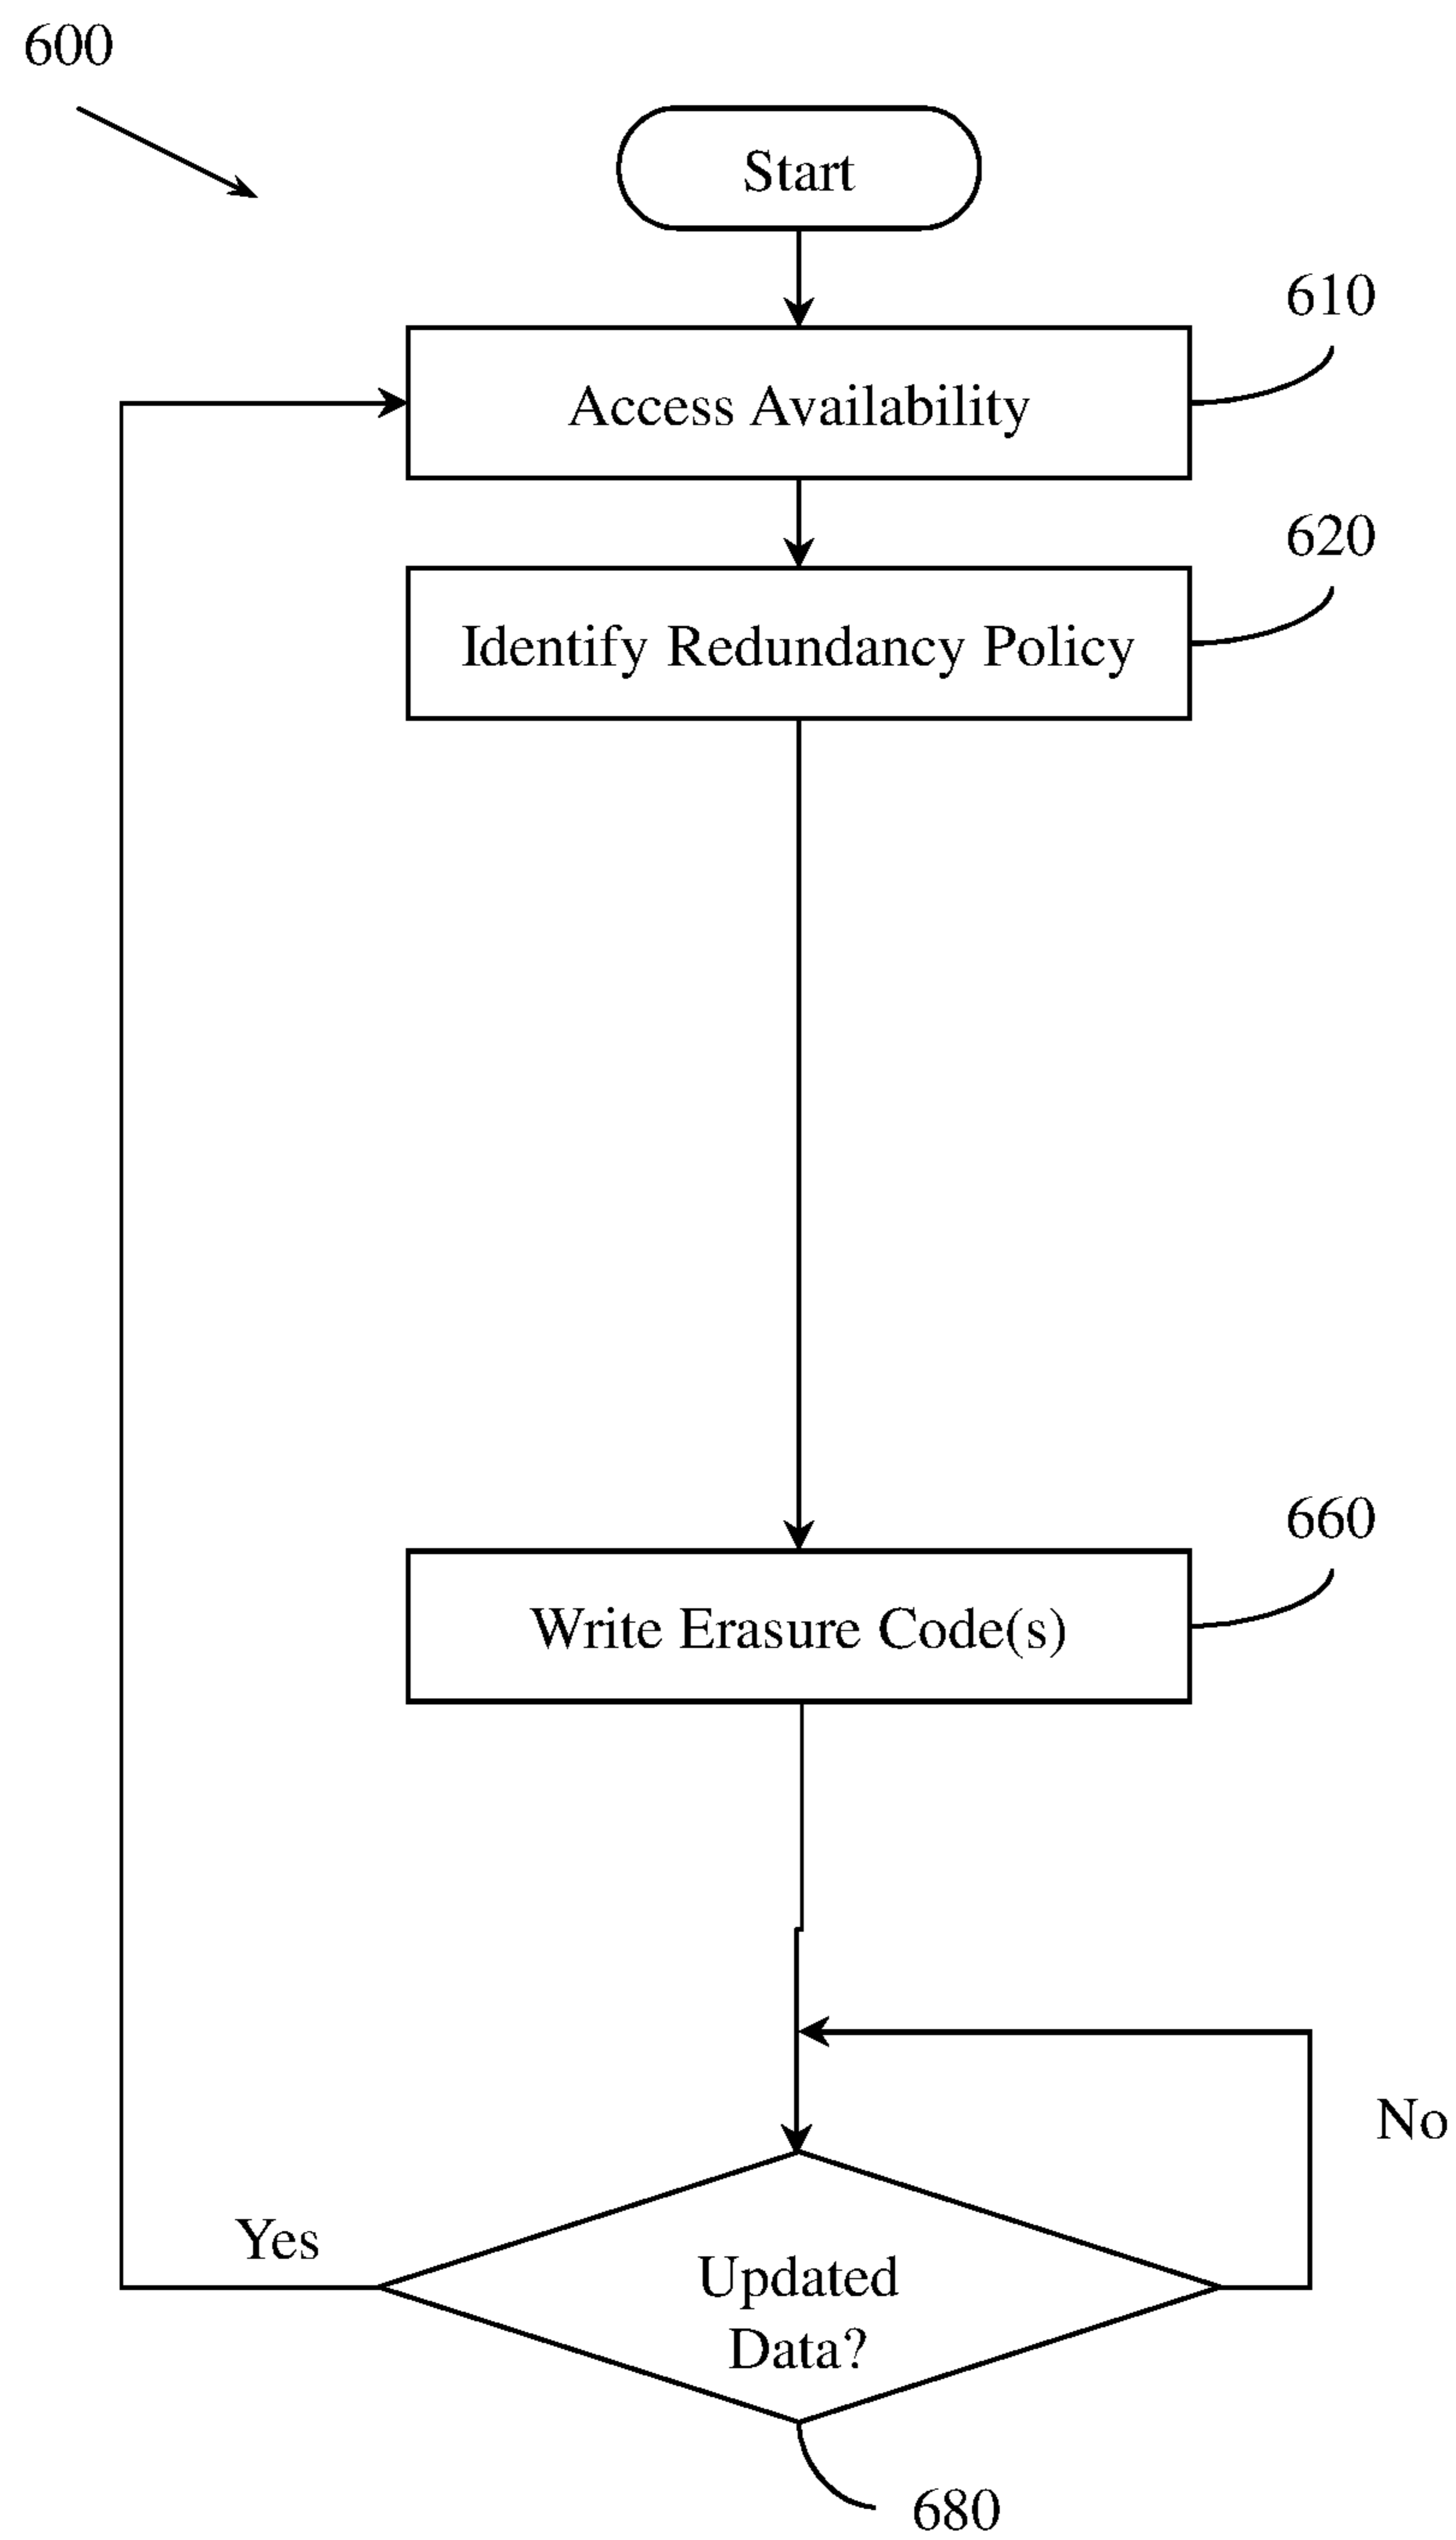 600
Start
610
Access Availability
620
Identify Redundancy Policy
660
Write Erasure Code(s)
No
Yes
Updated
Data?
680